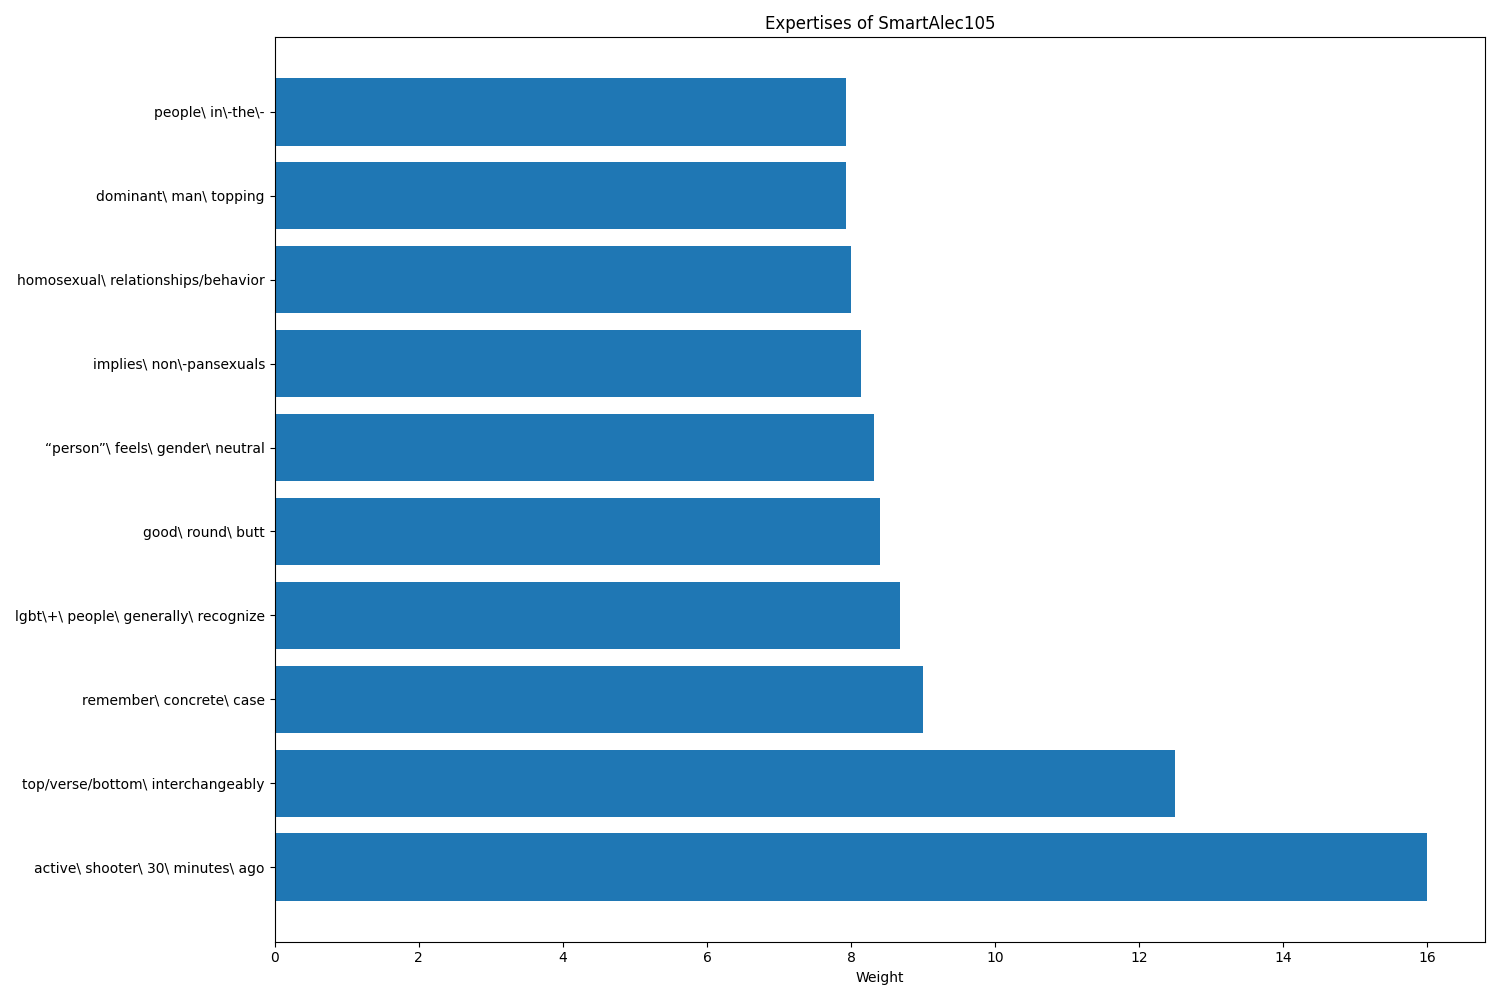 Expertises of SmartAlec105
people\ in\-the\-
dominant\ man\ topping
homosexual\ relationships/behavior
implies\ non\-pansexuals
“person”\ feels\ gender\ neutral
good\ round\ butt
lgbt\+\ people\ generally\ recognize
remember\ concrete\ case
top/verse/bottom\ interchangeably
active\ shooter\ 30\ minutes\ ago
0 2 4 6 8 10 12 14 16
Weight